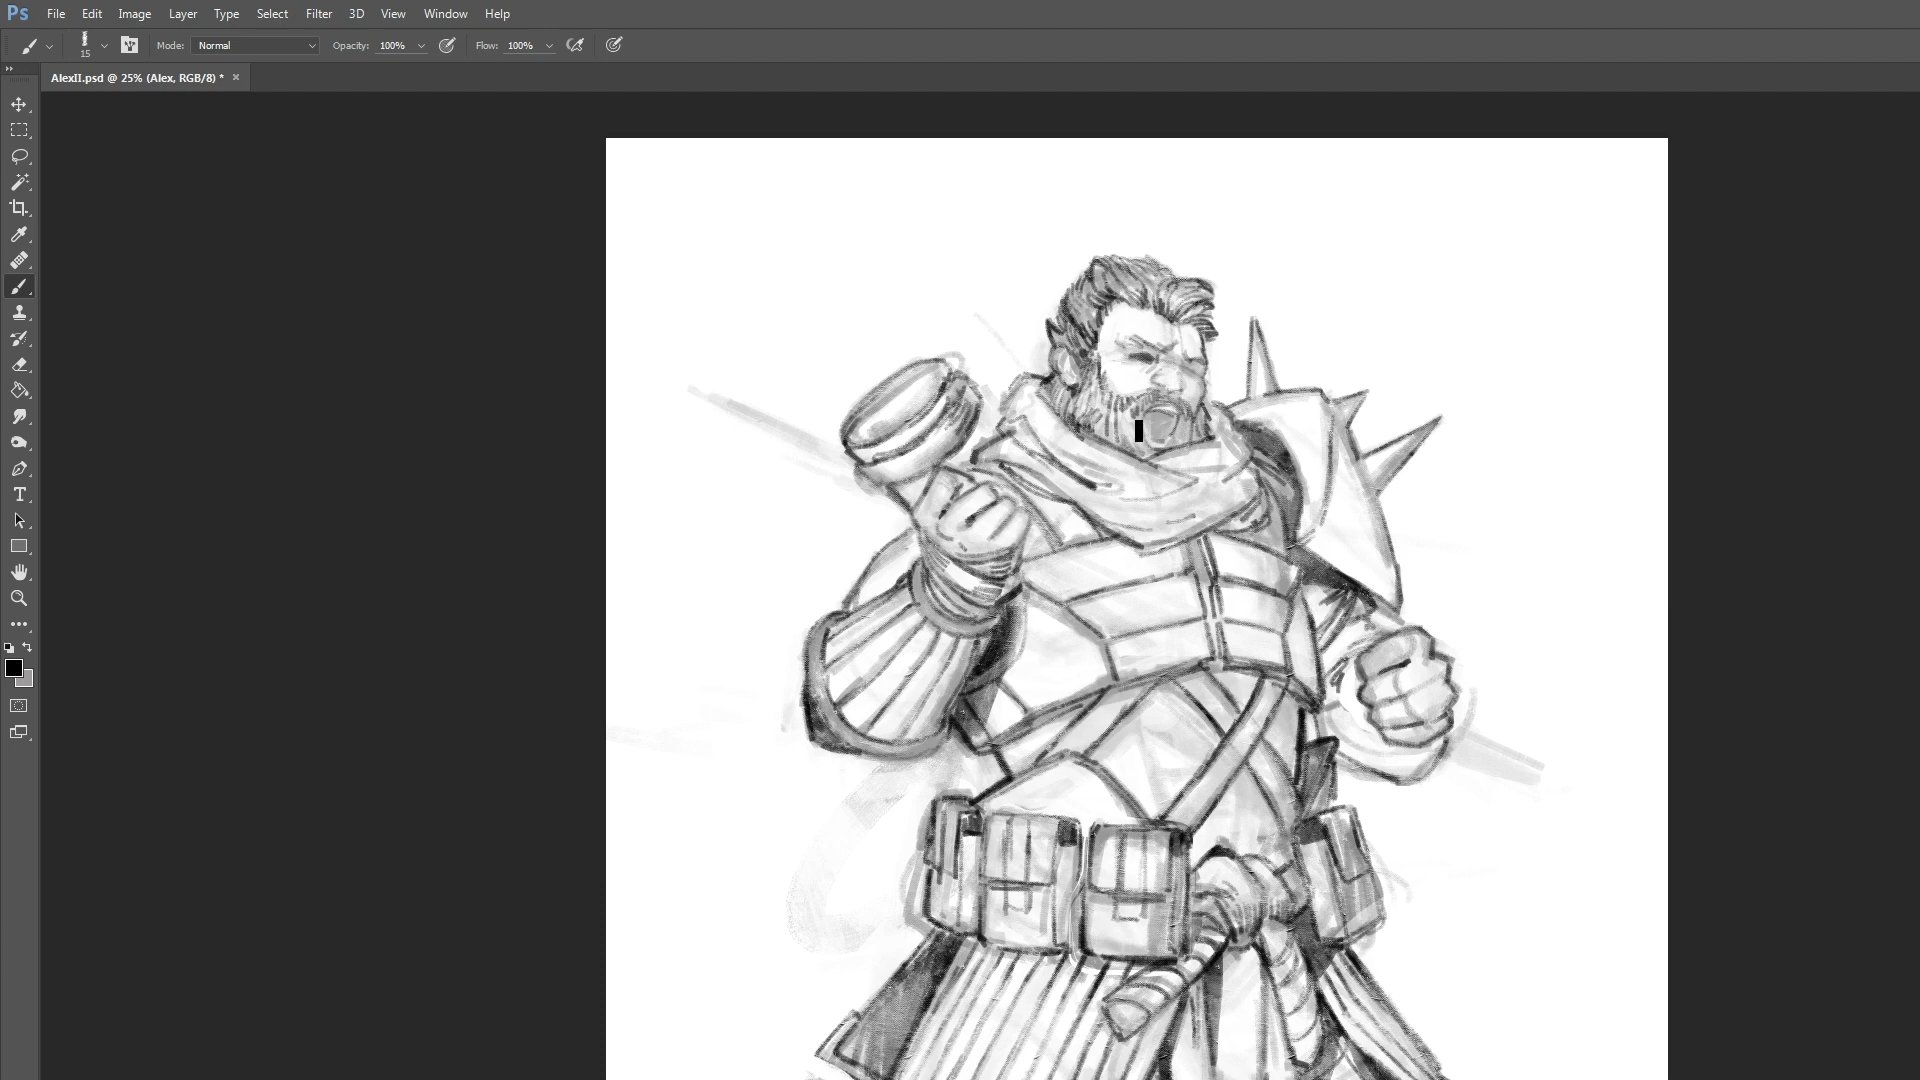 Ps File Edit Image Layer Type Select Filter 3D View Window Help
15 Mode: Normal Opacity: 100% Flow: 100%
AlexII.psd @ 25% (Alex, RGB/8) * ×
T